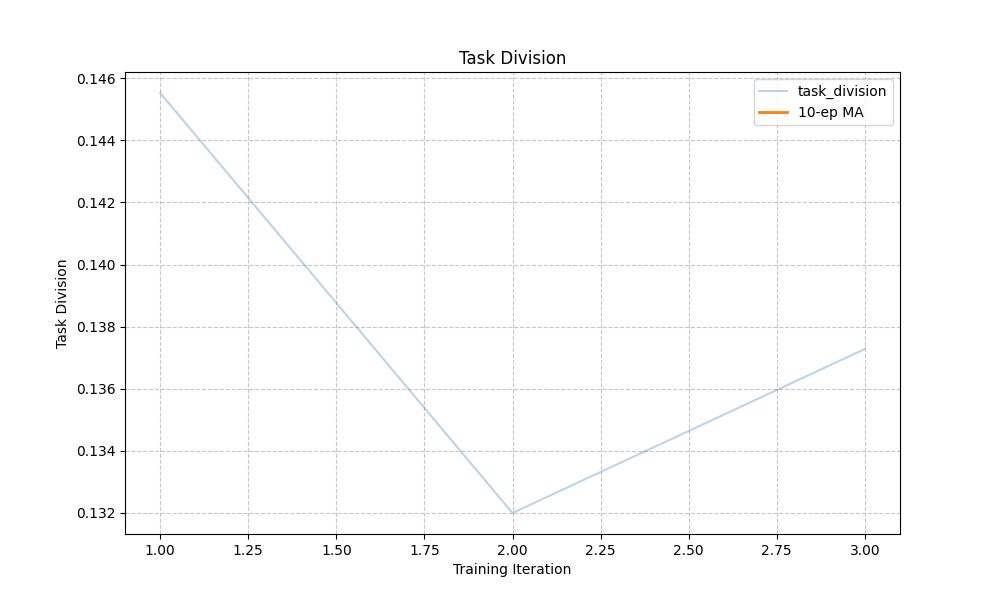 Task Division
task_division
10-ep MA
0.146
0.144
0.142
0.140
0.138
0.136
0.134
0.132
Task Division
1.00 1.25 1.50 1.75 2.00 2.25 2.50 2.75 3.00
Training Iteration